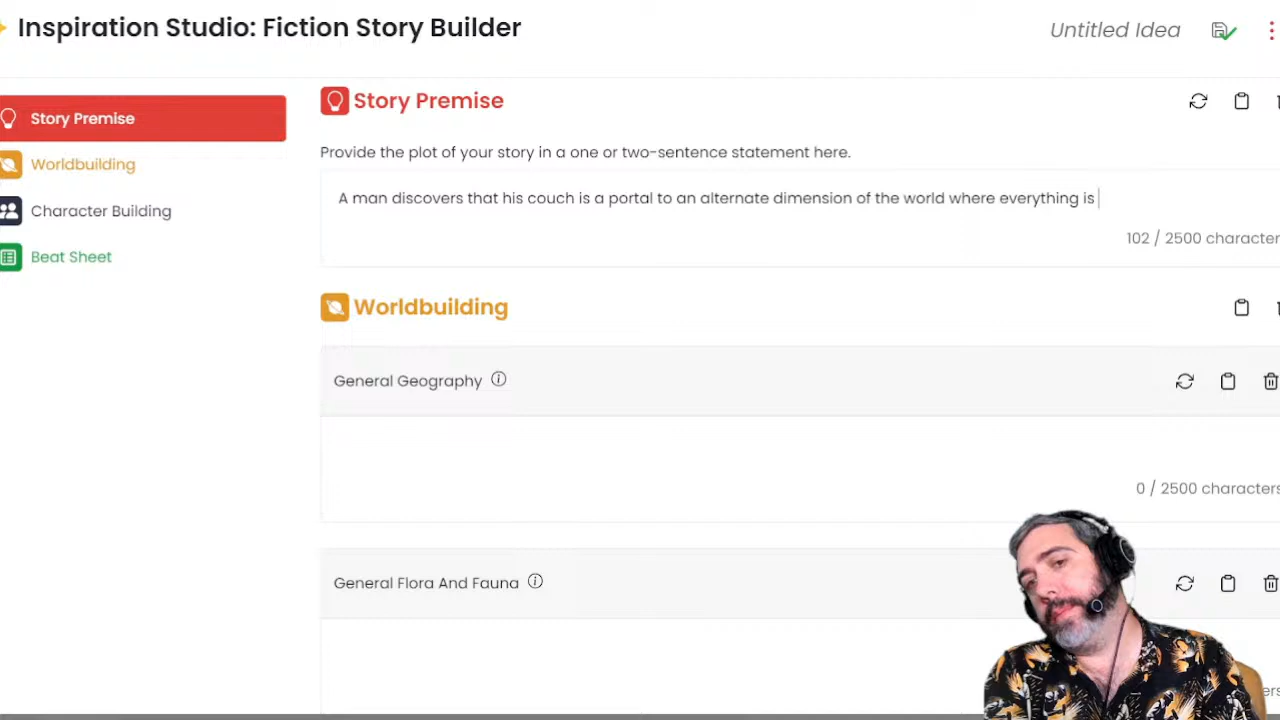 Inspiration Studio: Fiction Story Builder
Untitled Idea
Story Premise
Worldbuilding
Character Building
Beat Sheet
Story Premise
Provide the plot of your story in a one or two-sentence statement here.
A man discovers that his couch is a portal to an alternate dimension of the world where everything is
102 / 2500 character
Worldbuilding
General Geography
0 / 2500 characters
General Flora And Fauna
ers